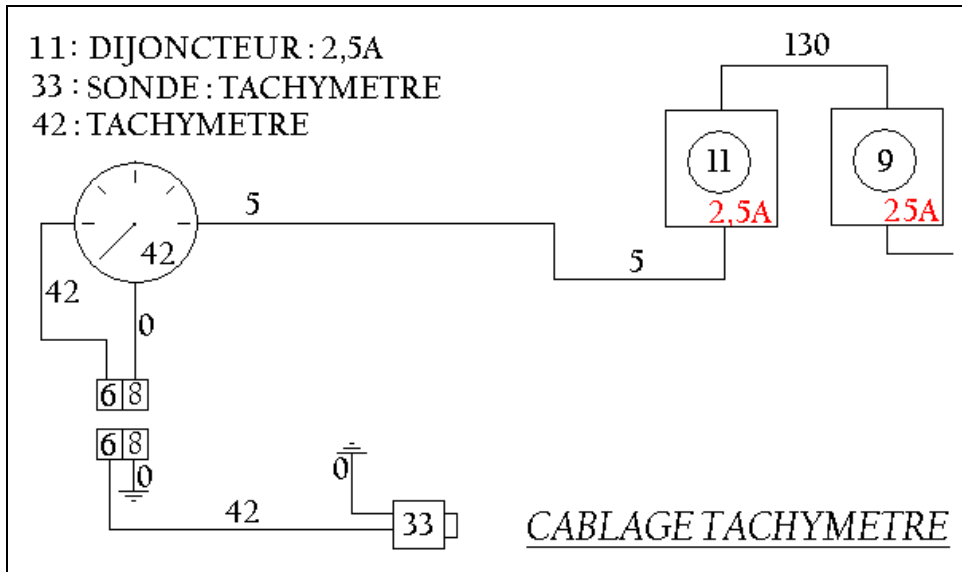 11: DIJONCTEUR : 2,5A
33 : SONDE : TACHYMETRE
42 : TACHYMETRE
130
11
2,5A
9
25A
5
5
42
42
0
6 8
6 8
0
0
42
33
CABLAGE TACHYMETRE